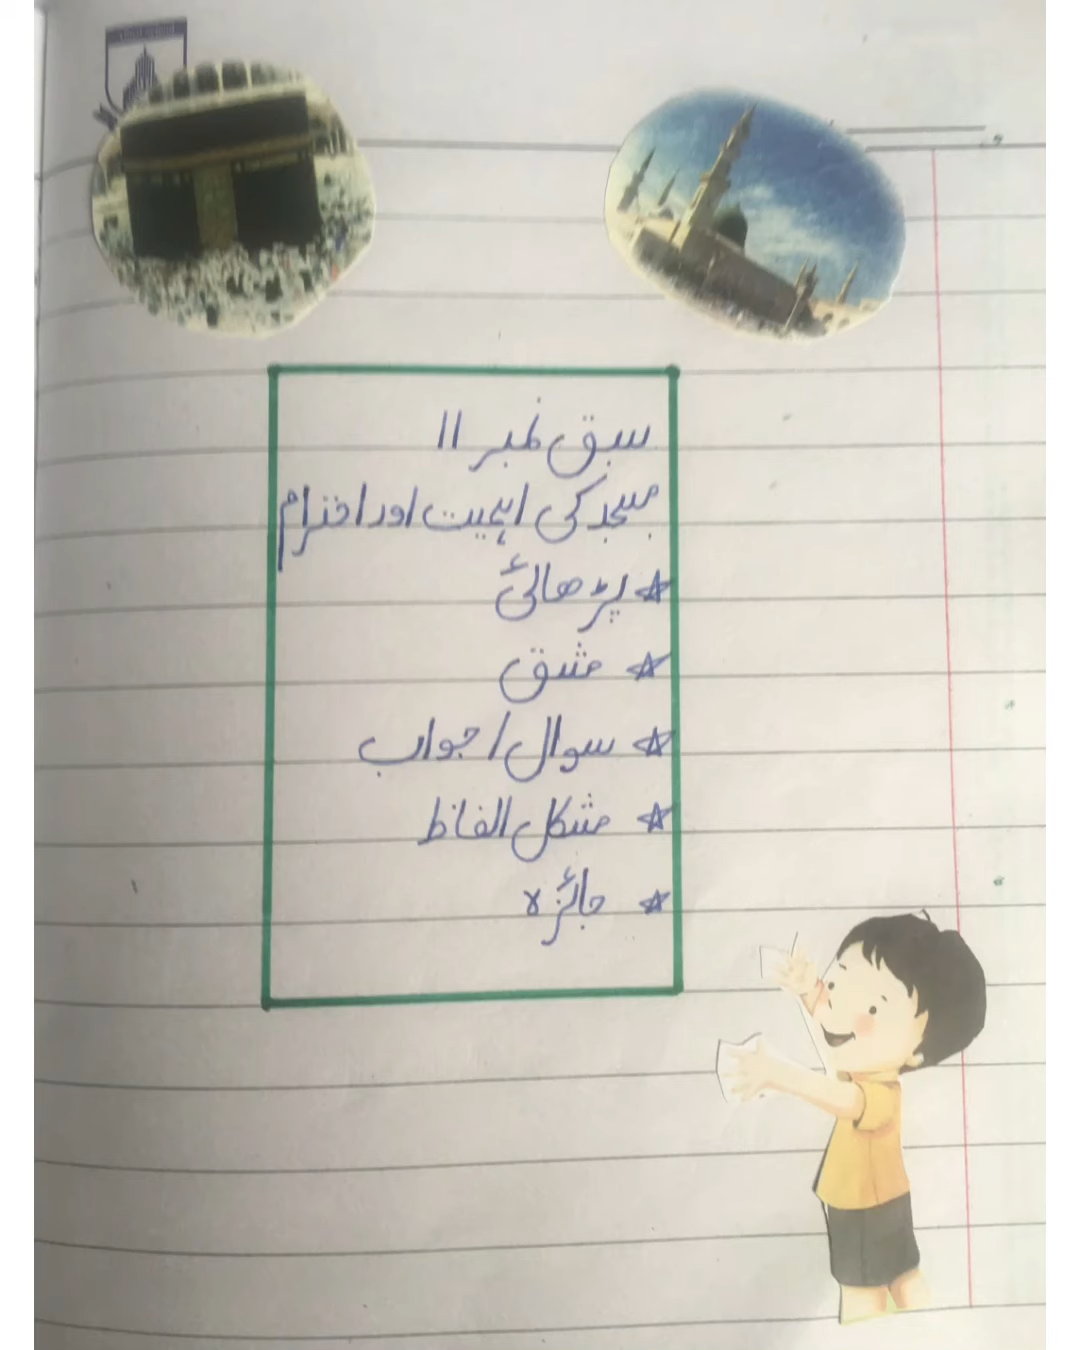 سبق نمبر 11
مسجد کی اہمیت اور احترام
☆ پڑھائی
☆ مشق
☆ سوال / جواب
☆ مشکل الفاظ
☆ جائزہ